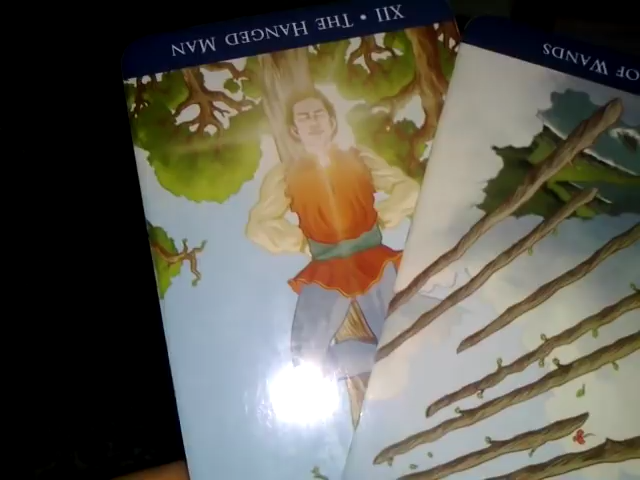 XII • THE HANGED MAN
OF WANDS